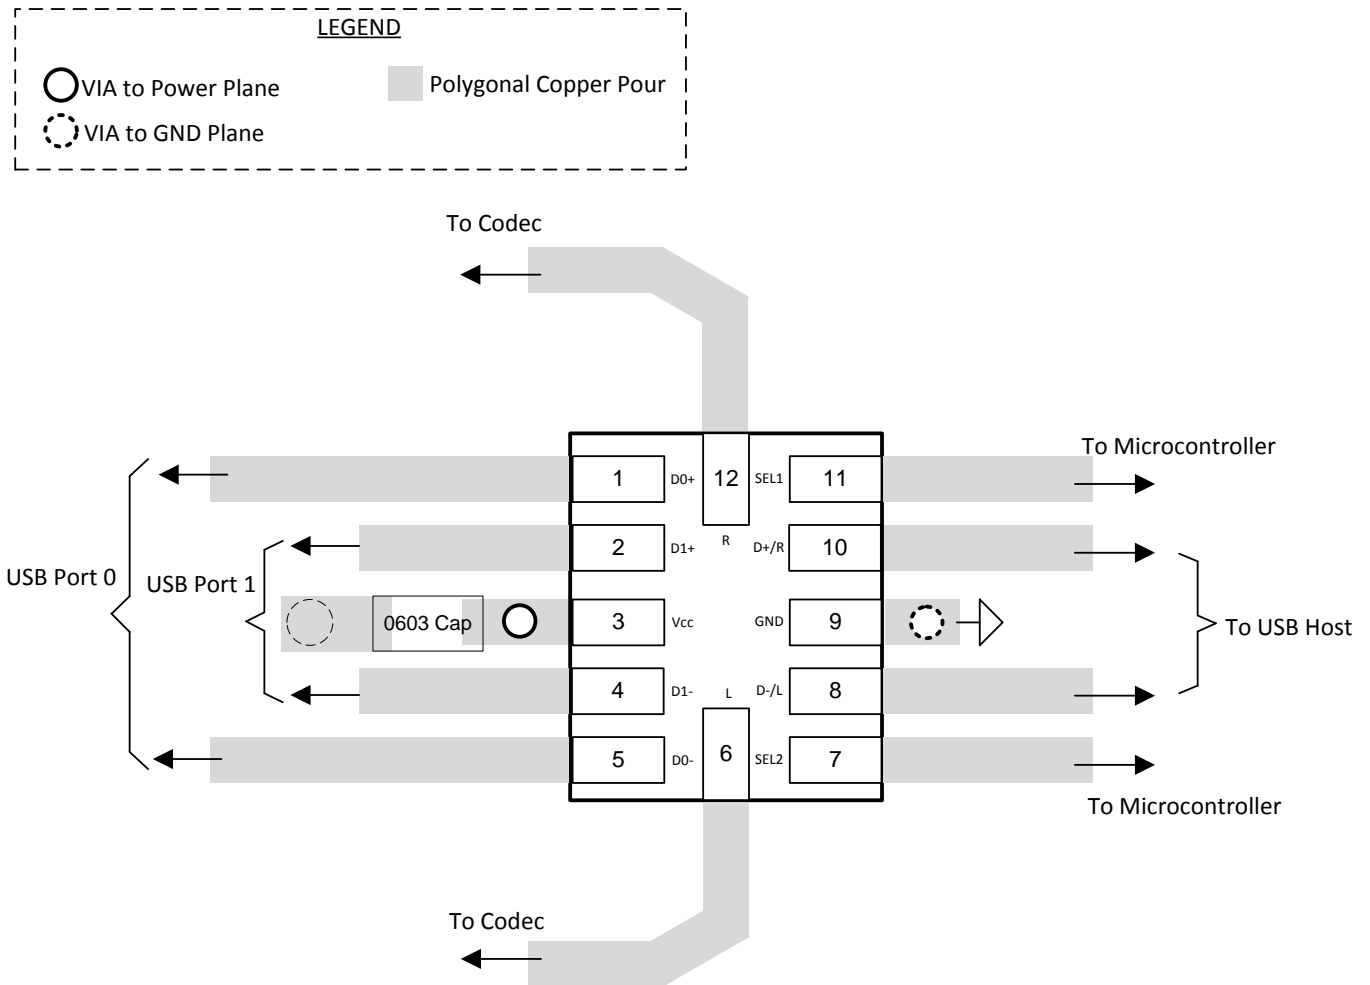 LEGEND
VIA to Power Plane
Polygonal Copper Pour
VIA to GND Plane
To Codec
To Microcontroller
1 D0+ 12 SEL1 11
R
2 D1+ D+/R 10
USB Port 0
USB Port 1
0603 Cap
3 Vcc GND 9
To USB Host
4 D1- L D-/L 8
5 D0- 6 SEL2 7
To Microcontroller
To Codec